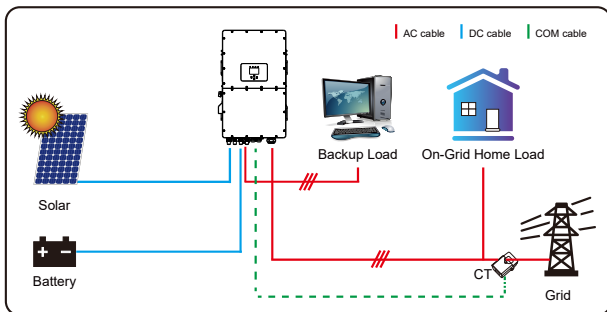 AC cable
DC cable
COM cable
Backup Load
On-Grid Home Load
Solar
CT
Battery
Grid